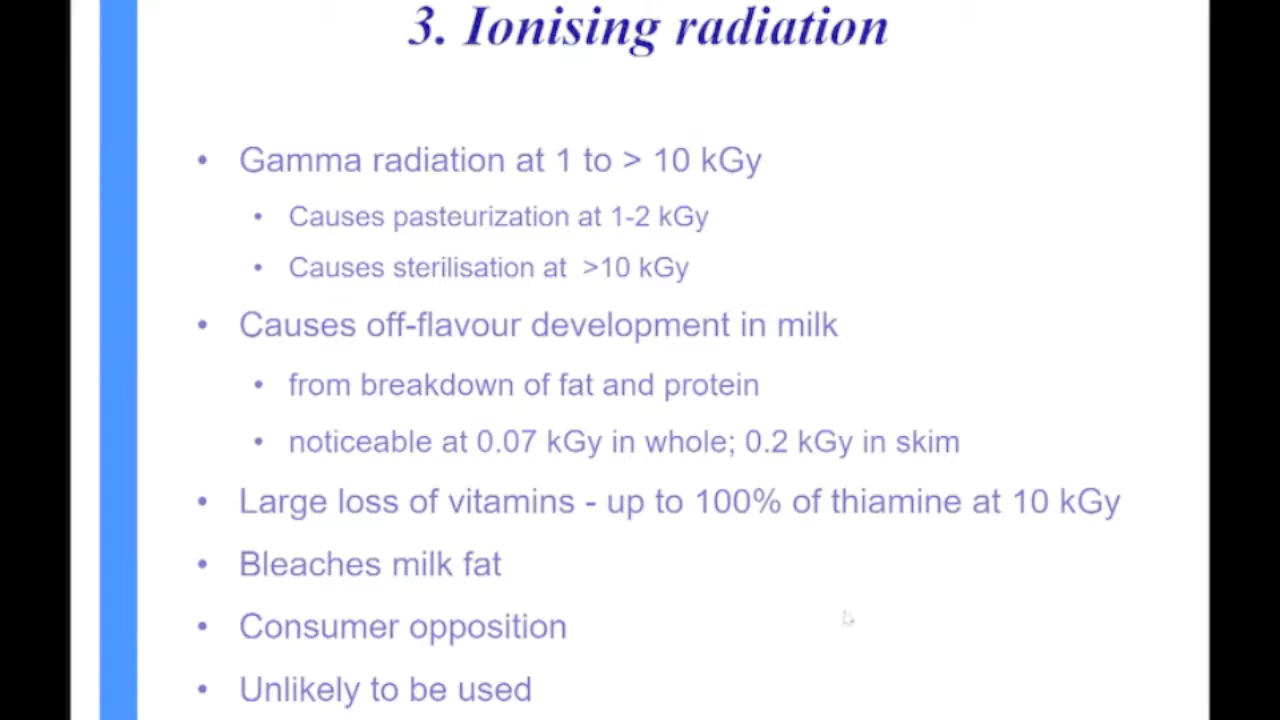 3. Ionising radiation
• Gamma radiation at 1 to > 10 kGy
• Causes pasteurization at 1-2 kGy
• Causes sterilisation at >10 kGy
• Causes off-flavour development in milk
• from breakdown of fat and protein
• noticeable at 0.07 kGy in whole; 0.2 kGy in skim
• Large loss of vitamins - up to 100% of thiamine at 10 kGy
• Bleaches milk fat
• Consumer opposition
• Unlikely to be used